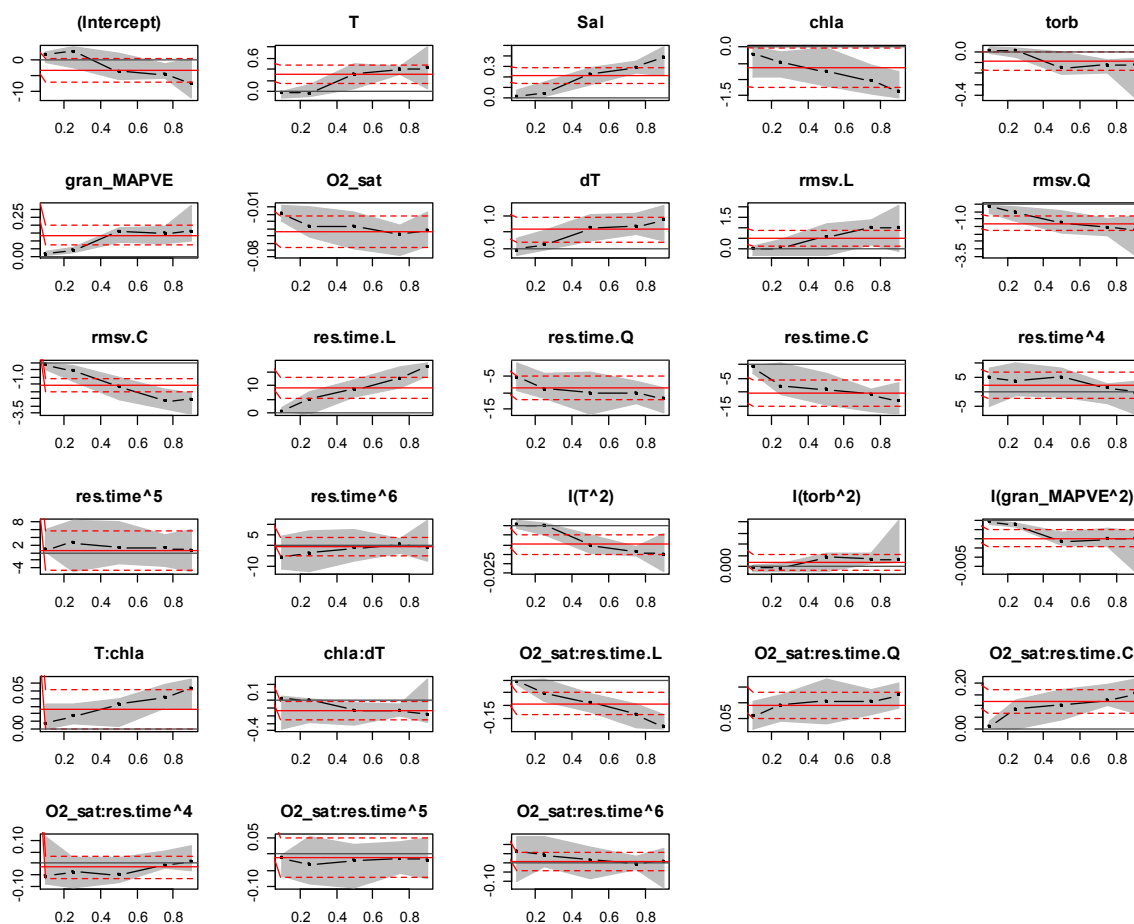 (Intercept) T Sal chla torb
0 -10 0.0 0.6 0.0 0.3 -1.5 0.0 -0.4 0.0
0.2 0.4 0.6 0.8 0.2 0.4 0.6 0.8 0.2 0.4 0.6 0.8 0.2 0.4 0.6 0.8 0.2 0.4 0.6 0.8
gran_MAPVE O2_sat dT rmsv.L rmsv.Q
0.00 0.25 -0.08 -0.01 0.0 1.0 0.0 1.5 -3.5 -1.0
0.2 0.4 0.6 0.8 0.2 0.4 0.6 0.8 0.2 0.4 0.6 0.8 0.2 0.4 0.6 0.8 0.2 0.4 0.6 0.8
rmsv.C res.time.L res.time.Q res.time.C res.time^4
-3.5 -1.0 0 10 -15 -5 -15 -5 -5 5
0.2 0.4 0.6 0.8 0.2 0.4 0.6 0.8 0.2 0.4 0.6 0.8 0.2 0.4 0.6 0.8 0.2 0.4 0.6 0.8
res.time^5 res.time^6 I(T^2) I(torb^2) I(gran_MAPVE^2)
-4 2 8 -10 5 -0.025 0.000 -0.005
0.2 0.4 0.6 0.8 0.2 0.4 0.6 0.8 0.2 0.4 0.6 0.8 0.2 0.4 0.6 0.8 0.2 0.4 0.6 0.8
T:chla chla:dT O2_sat:res.time.L O2_sat:res.time.Q O2_sat:res.time.C
0.00 0.05 -0.4 0.1 -0.15 0.05 0.00 0.20
0.2 0.4 0.6 0.8 0.2 0.4 0.6 0.8 0.2 0.4 0.6 0.8 0.2 0.4 0.6 0.8 0.2 0.4 0.6 0.8
O2_sat:res.time^4 O2_sat:res.time^5 O2_sat:res.time^6
-0.10 0.10 -0.10 0.05 -0.10
0.2 0.4 0.6 0.8 0.2 0.4 0.6 0.8 0.2 0.4 0.6 0.8